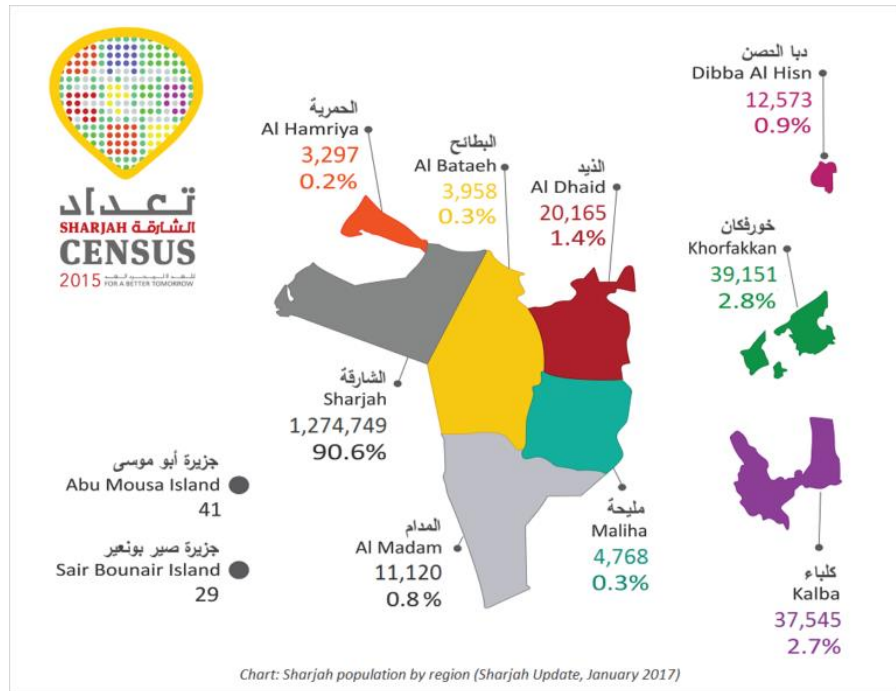 تعداد
SHARJAH الشارقة
CENSUS
2015
FOR A BETTER TOMORROW
الحمرية
Al Hamriya
3,297
0.2%
البطائح
Al Bataeh
3,958
0.3%
الذيد
Al Dhaid
20,165
1.4%
دبا الحصن
Dibba Al Hisn
12,573
0.9%
خورفكان
Khorfakkan
39,151
2.8%
الشارقة
Sharjah
1,274,749
90.6%
جزيرة أبو موسى
Abu Mousa Island
41
جزيرة صير بونعير
Sair Bounair Island
29
المدام
Al Madam
11,120
0.8%
مليحة
Maliha
4,768
0.3%
كلباء
Kalba
37,545
2.7%
Chart: Sharjah population by region (Sharjah Update, January 2017)